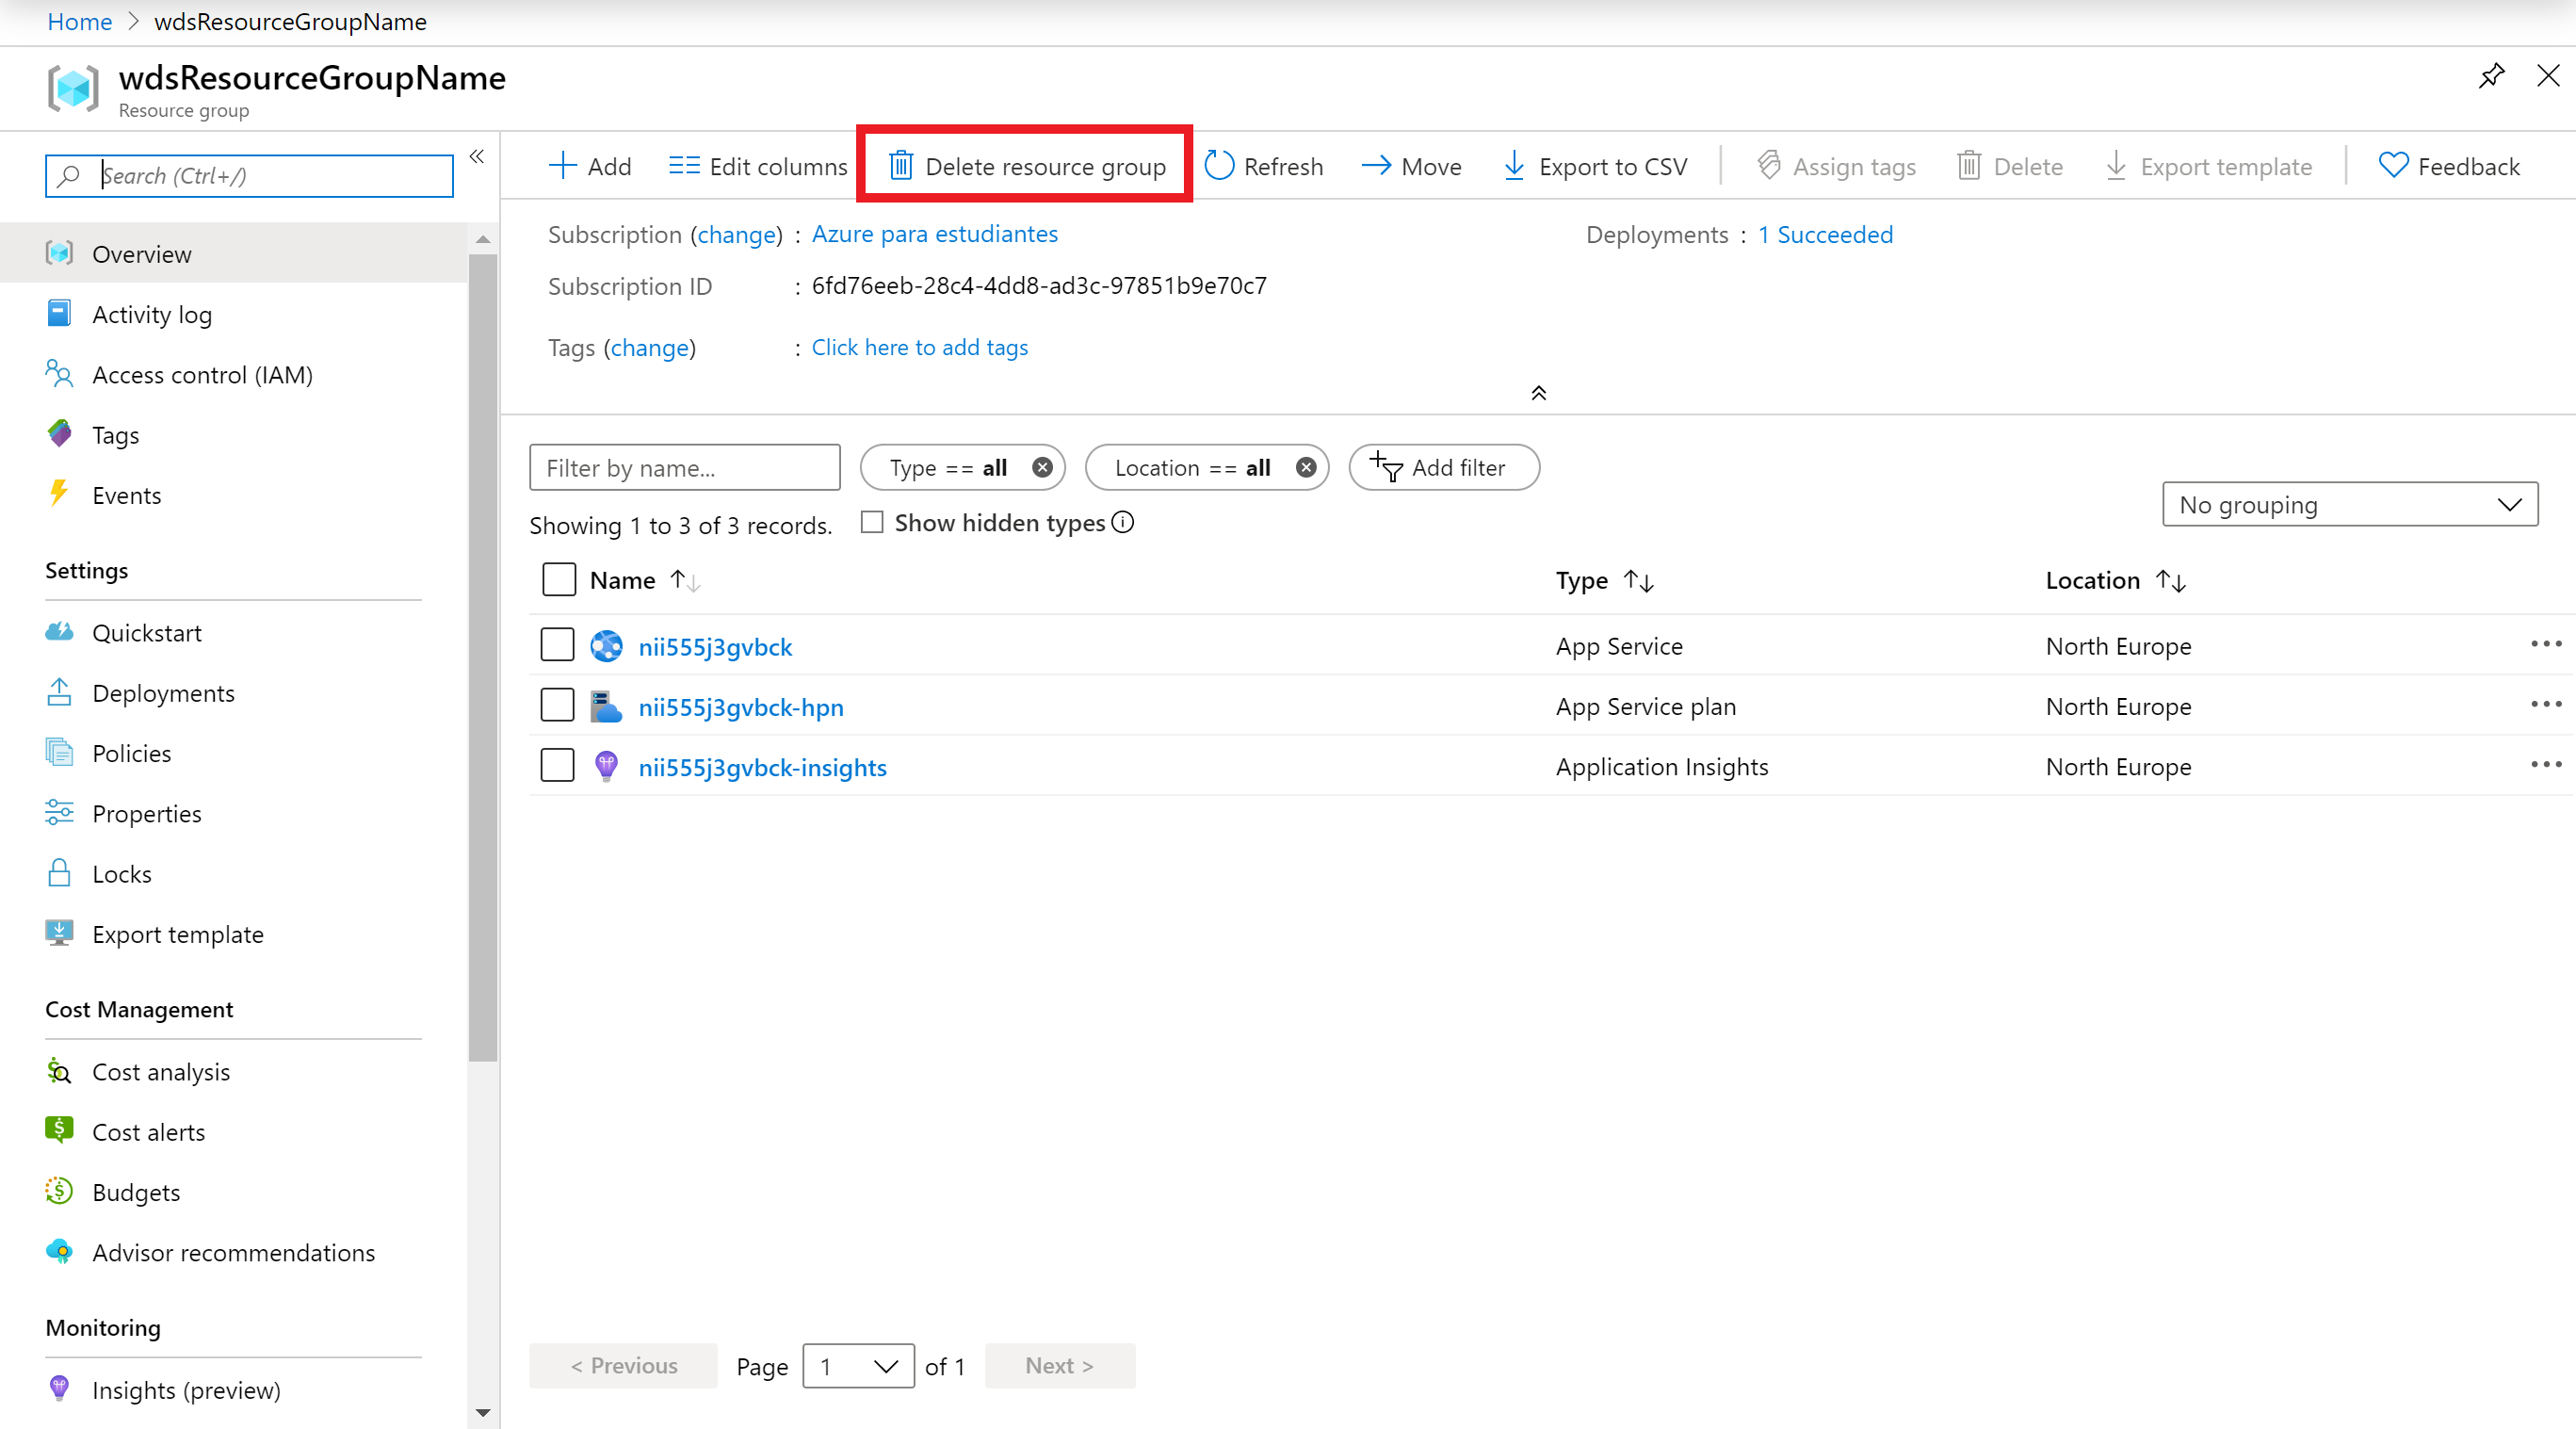 Home > wdsResourceGroupName
wdsResourceGroupName
Resource group
Search (Ctrl+/)
«
Overview
Activity log
Access control (IAM)
Tags
Events
Settings
Quickstart
Deployments
Policies
Properties
Locks
Export template
Cost Management
Cost analysis
Cost alerts
Budgets
Advisor recommendations
Monitoring
Insights (preview)
Add Edit columns Delete resource group Refresh Move Export to CSV Assign tags Delete Export template Feedback
Subscription (change) : Azure para estudiantes Deployments : 1 Succeeded
Subscription ID : 6fd76eeb-28c4-4dd8-ad3c-97851b9e70c7
Tags (change) : Click here to add tags
Filter by name... Type == all Location == all Add filter
No grouping
Showing 1 to 3 of 3 records. Show hidden types
Name Type Location
nii555j3gvbck App Service North Europe ...
nii555j3gvbck-hpn App Service plan North Europe ...
nii555j3gvbck-insights Application Insights North Europe ...
< Previous Page 1 of 1 Next >